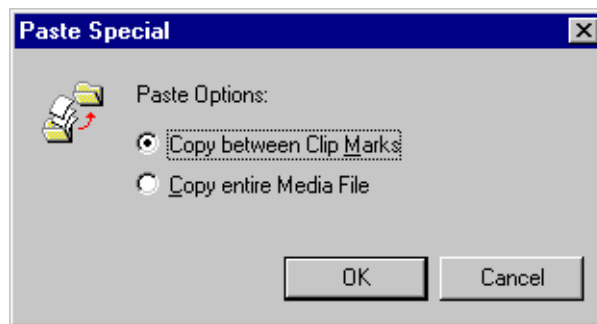 Paste Special
Paste Options:
Copy between Clip Marks
Copy entire Media File
OK Cancel